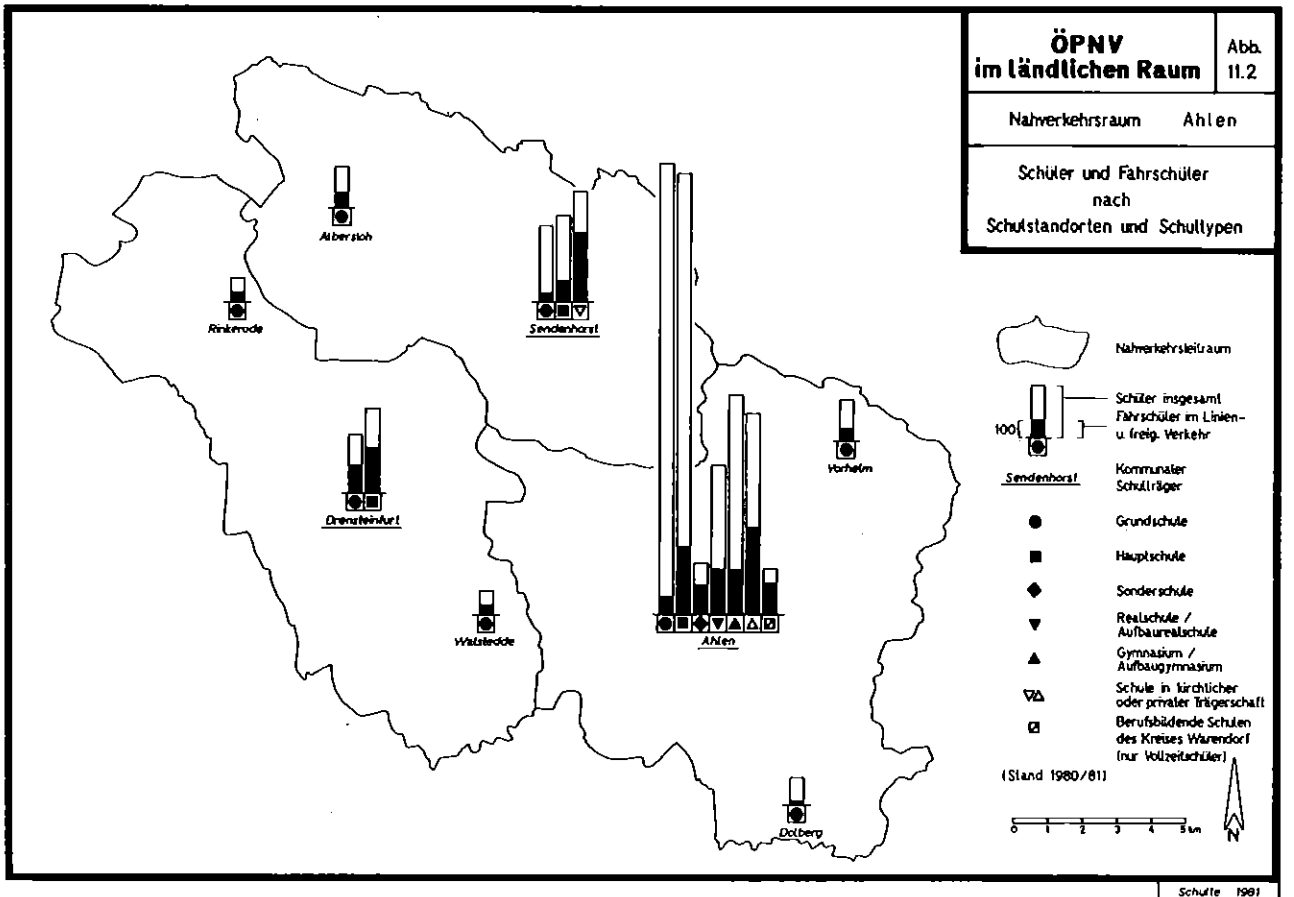 ÖPNV
im ländlichen Raum
Abb.
11.2
Nahverkehrsraum Ahlen
Schüler und Fahrschüler
nach
Schulstandorten und Schultypen
Albersloh
Rinkerode
Sendenhorst
Drensteinfurt
Vorhelm
Walstedde
Ahlen
Dolberg
Nahverkehrsteilraum
Schüler insgesamt
Fahrschüler im Linien-
u. freig. Verkehr
100
Sendenhorst
Kommunaler
Schulträger
Grundschule
Hauptschule
Sonderschule
Realschule /
Aufbaurealschule
Gymnasium /
Aufbaugymnasium
Schule in kirchlicher
oder privater Trägerschaft
Berufsbildende Schulen
des Kreises Warendorf
(nur Vollzeitschüler)
(Stand 1980/81)
0 1 2 3 4 5 km
N
Schulte 1981